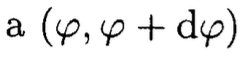 a (φ, φ + dφ)